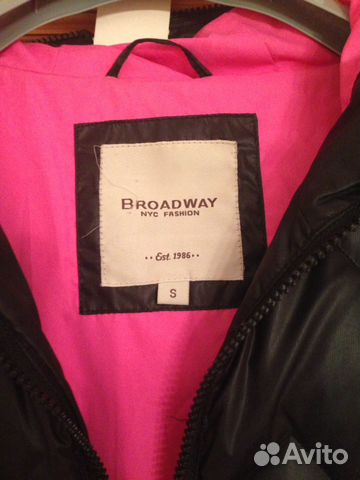 BROADWAY
NYC FASHION
•• Est. 1986 ••
S
Avito